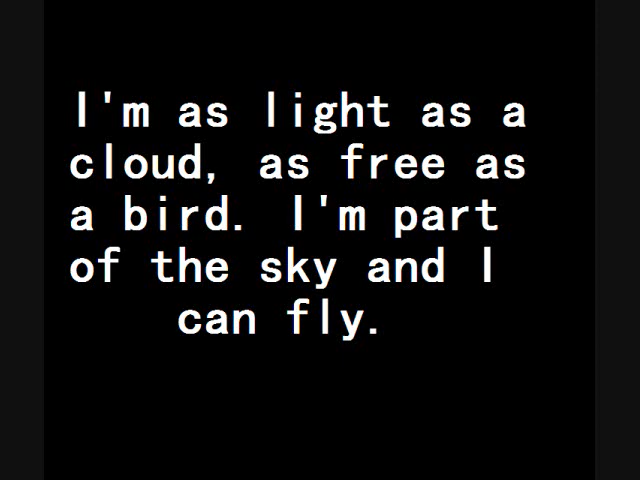 I'm as light as a
cloud, as free as
a bird. I'm part
of the sky and I
can fly.